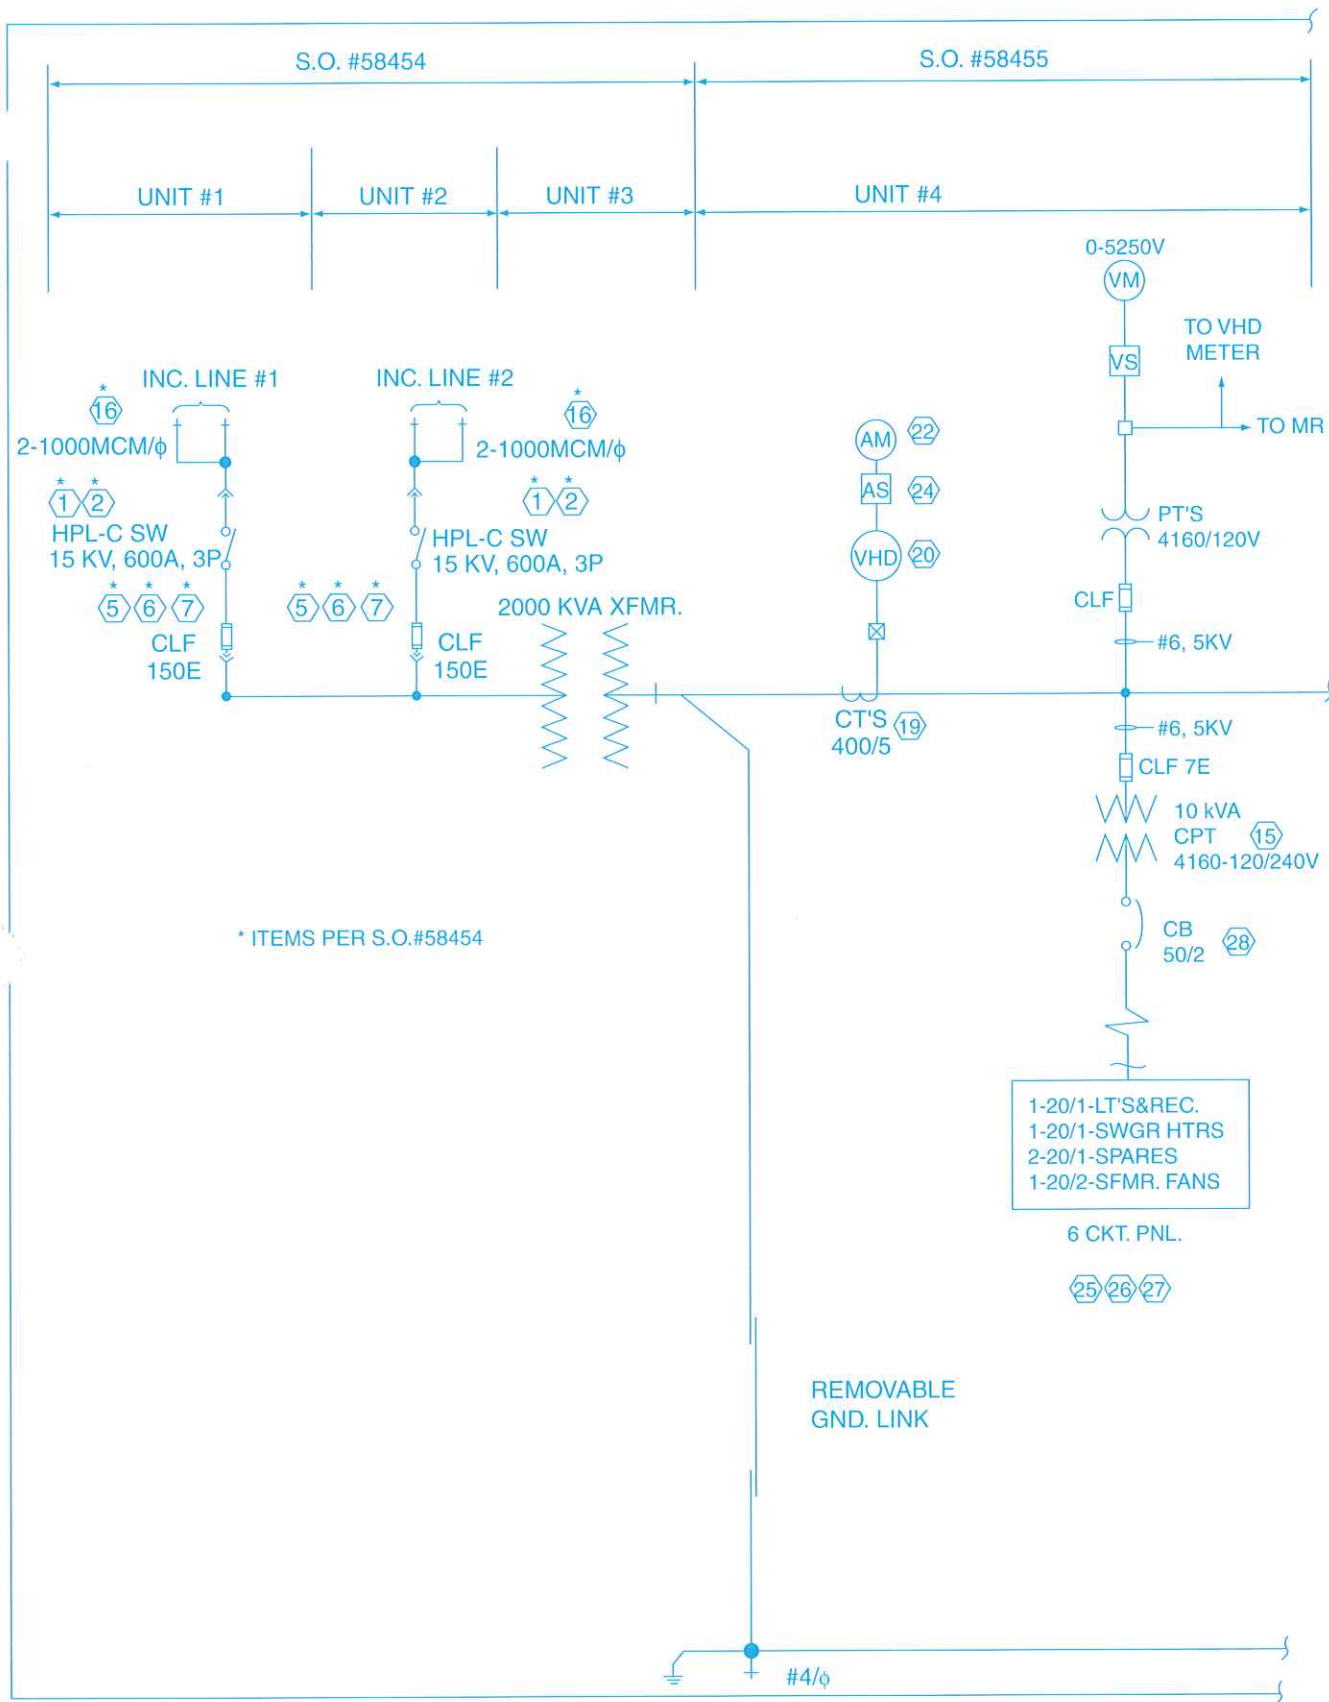 S.O. #58454
S.O. #58455
UNIT #1
UNIT #2
UNIT #3
UNIT #4
0-5250V
VM
VS
TO VHD
METER
TO MR
INC. LINE #1
*
16
2-1000MCM/ϕ
* *
1 2
HPL-C SW
15 KV, 600A, 3P
* * *
5 6 7
CLF
150E
INC. LINE #2
*
16
2-1000MCM/ϕ
* *
1 2
HPL-C SW
15 KV, 600A, 3P
* * *
5 6 7
CLF
150E
2000 KVA XFMR.
AM 22
AS 24
VHD 20
CT'S 19
400/5
PT'S
4160/120V
CLF
#6, 5KV
#6, 5KV
CLF 7E
10 kVA
CPT 15
4160-120/240V
CB
50/2 28
* ITEMS PER S.O.#58454
1-20/1-LT'S&REC.
1-20/1-SWGR HTRS
2-20/1-SPARES
1-20/2-SFMR. FANS
6 CKT. PNL.
25 26 27
REMOVABLE
GND. LINK
#4/ϕ